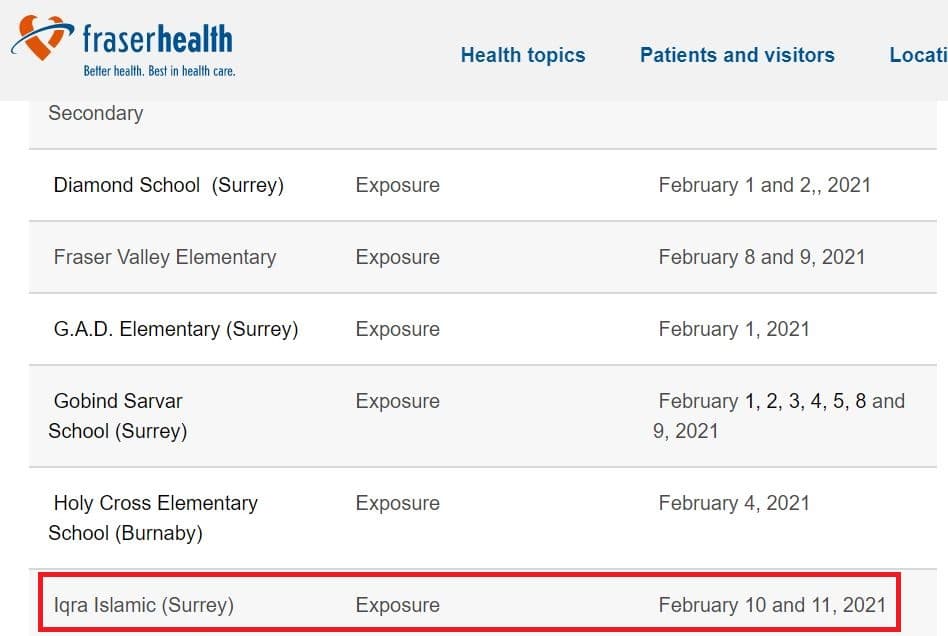 fraserhealth
Better health. Best in health care.
Health topics Patients and visitors Locati
Secondary
Diamond School (Surrey) Exposure February 1 and 2,, 2021
Fraser Valley Elementary Exposure February 8 and 9, 2021
G.A.D. Elementary (Surrey) Exposure February 1, 2021
Gobind Sarvar Exposure February 1, 2, 3, 4, 5, 8 and
School (Surrey) 9, 2021
Holy Cross Elementary Exposure February 4, 2021
School (Burnaby)
Iqra Islamic (Surrey) Exposure February 10 and 11, 2021